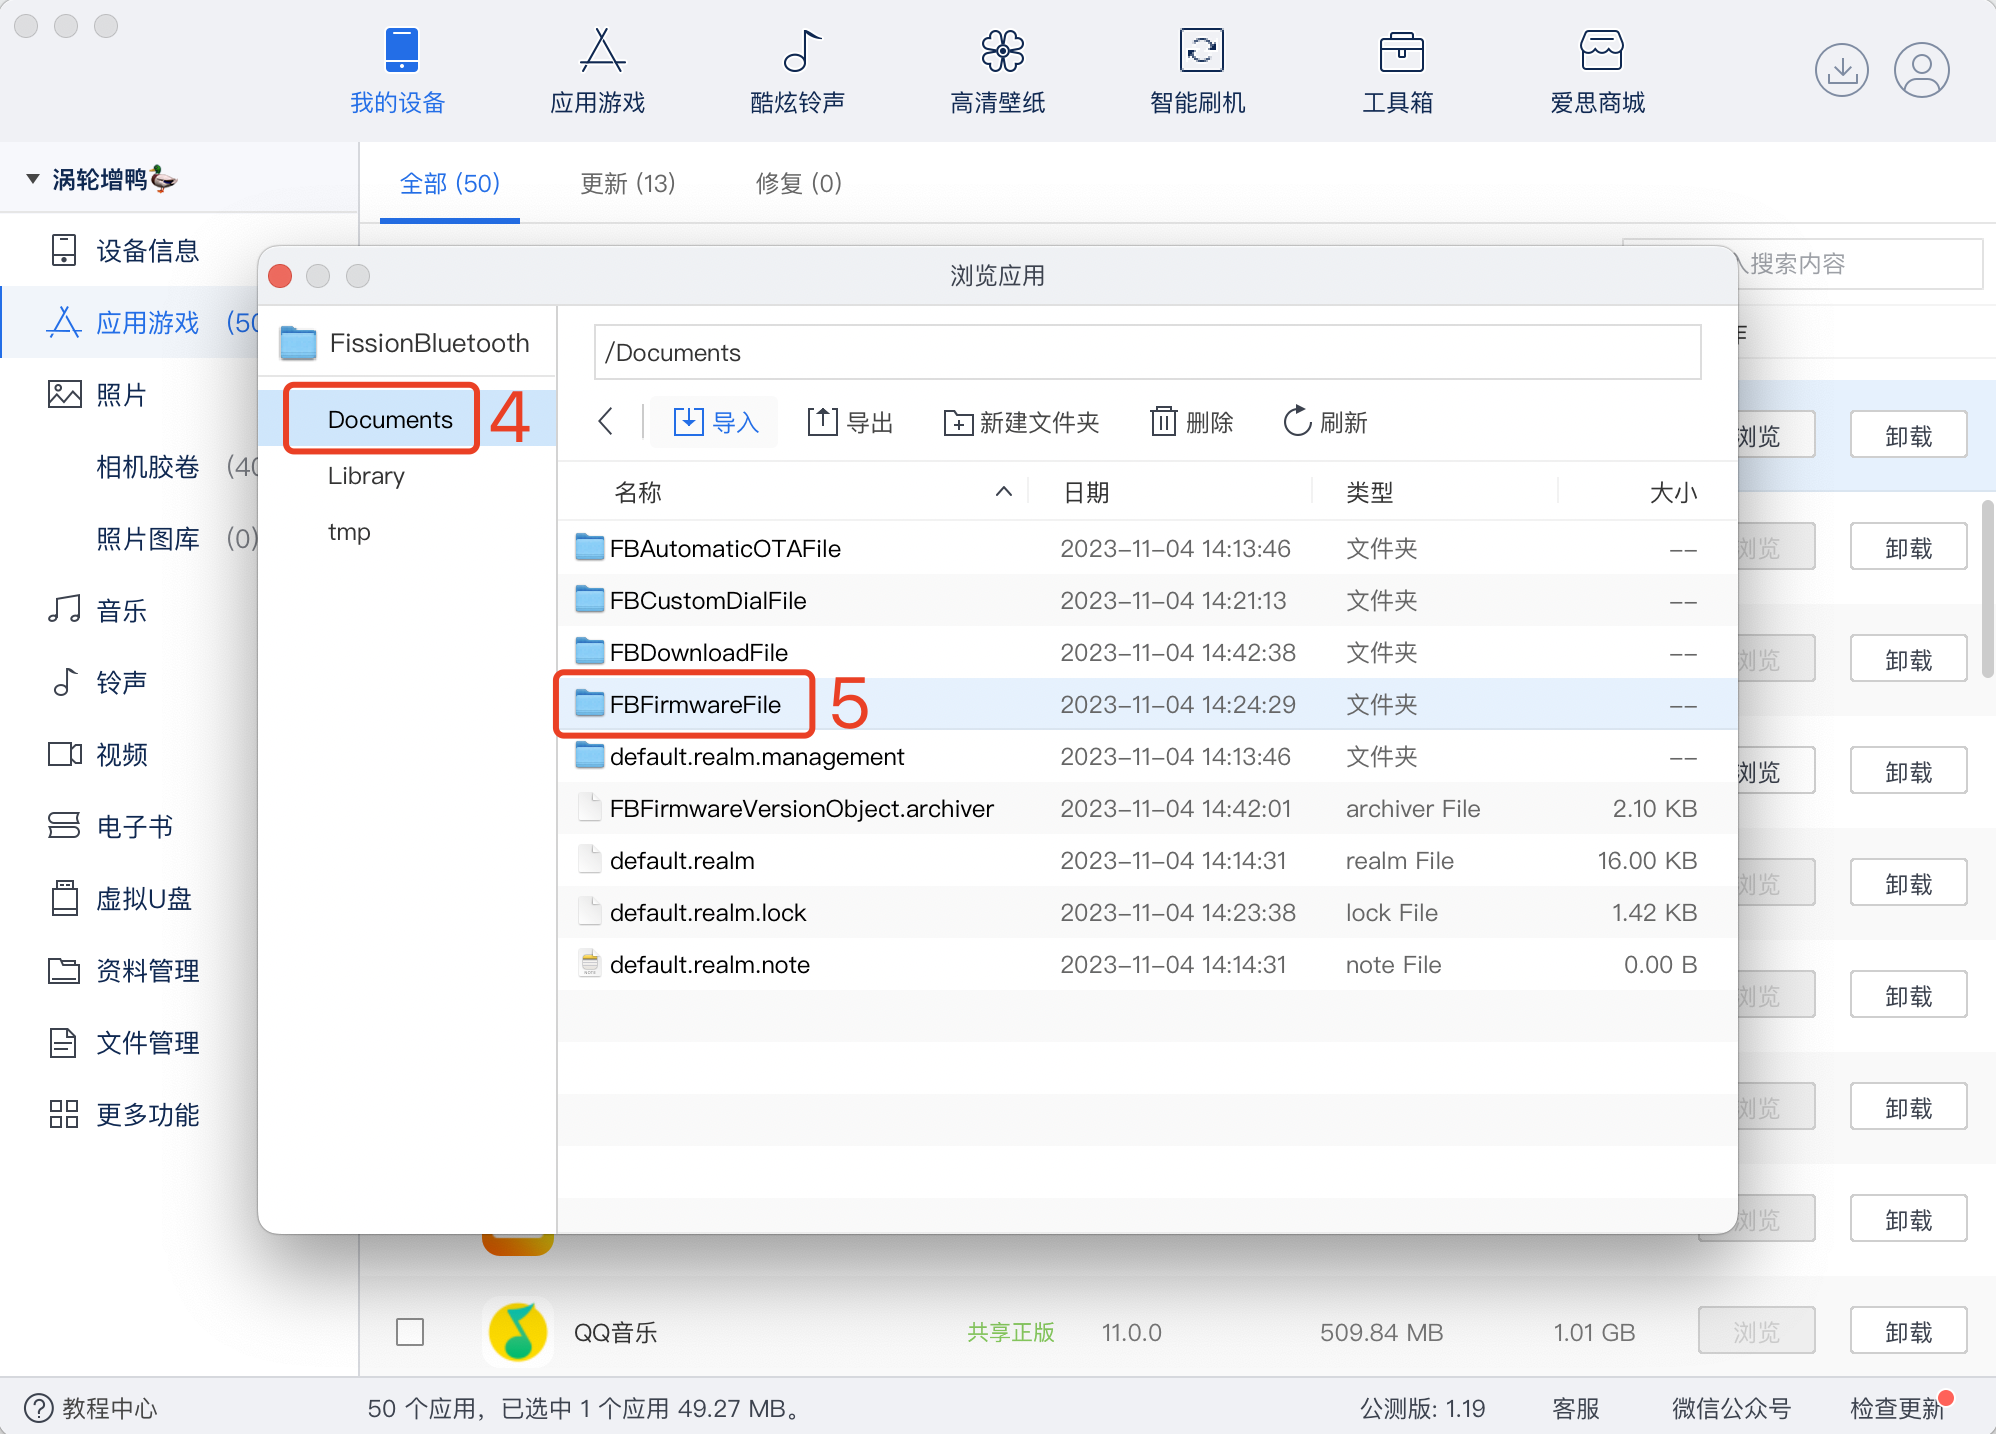 我的设备
应用游戏
酷炫铃声
高清壁纸
智能刷机
工具箱
爱思商城
涡轮增鸭
全部 (50)
更新 (13)
修复 (0)
设备信息
应用游戏 (50
照片
相机胶卷 (40
照片图库 (0)
音乐
铃声
视频
电子书
虚拟U盘
资料管理
文件管理
更多功能
搜索内容
浏览应用
FissionBluetooth
Documents
4
Library
tmp
/Documents
导入
导出
新建文件夹
删除
刷新
名称 日期 类型 大小
FBAutomaticOTAFile 2023-11-04 14:13:46 文件夹 --
FBCustomDialFile 2023-11-04 14:21:13 文件夹 --
FBDownloadFile 2023-11-04 14:42:38 文件夹 --
FBFirmwareFile 5 2023-11-04 14:24:29 文件夹 --
default.realm.management 2023-11-04 14:13:46 文件夹 --
FBFirmwareVersionObject.archiver 2023-11-04 14:42:01 archiver File 2.10 KB
default.realm 2023-11-04 14:14:31 realm File 16.00 KB
default.realm.lock 2023-11-04 14:23:38 lock File 1.42 KB
default.realm.note 2023-11-04 14:14:31 note File 0.00 B
浏览 卸载
浏览 卸载
浏览 卸载
浏览 卸载
浏览 卸载
浏览 卸载
浏览 卸载
浏览 卸载
QQ音乐 共享正版 11.0.0 509.84 MB 1.01 GB 浏览 卸载
教程中心
50 个应用，已选中 1 个应用 49.27 MB。
公测版: 1.19
客服
微信公众号
检查更新